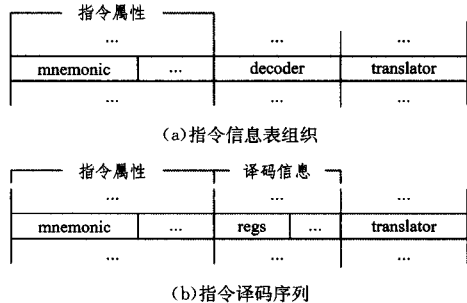 指令属性
... ... ...
mnemonic ... decoder translator
... ... ...
(a)指令信息表组织
指令属性 译码信息
... ... ...
mnemonic ... regs ... translator
... ... ...
(b)指令译码序列